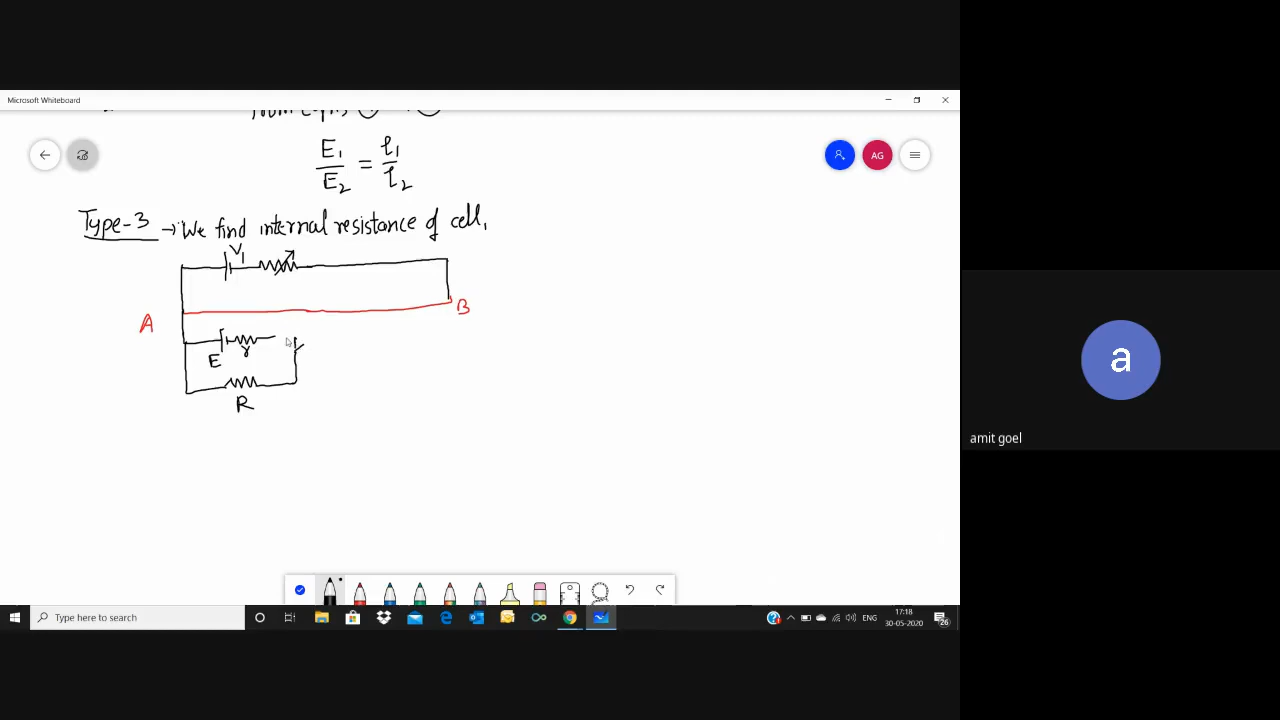 Microsoft Whiteboard
AG
E1
E2
=
l1
l2
Type-3 → We find internal resistance of cell,
V1
A
B
E
r
R
amit goel
Type here to search
ENG
17:18
30-05-2020
26
a